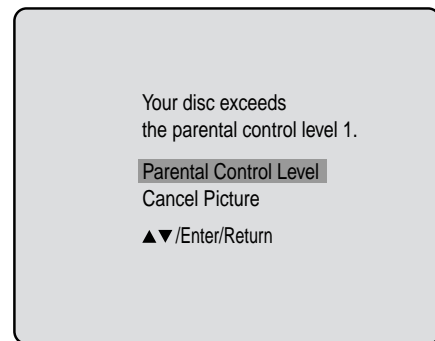 Your disc exceeds
the parental control level 1.
Parental Control Level
Cancel Picture
▲▼/Enter/Return